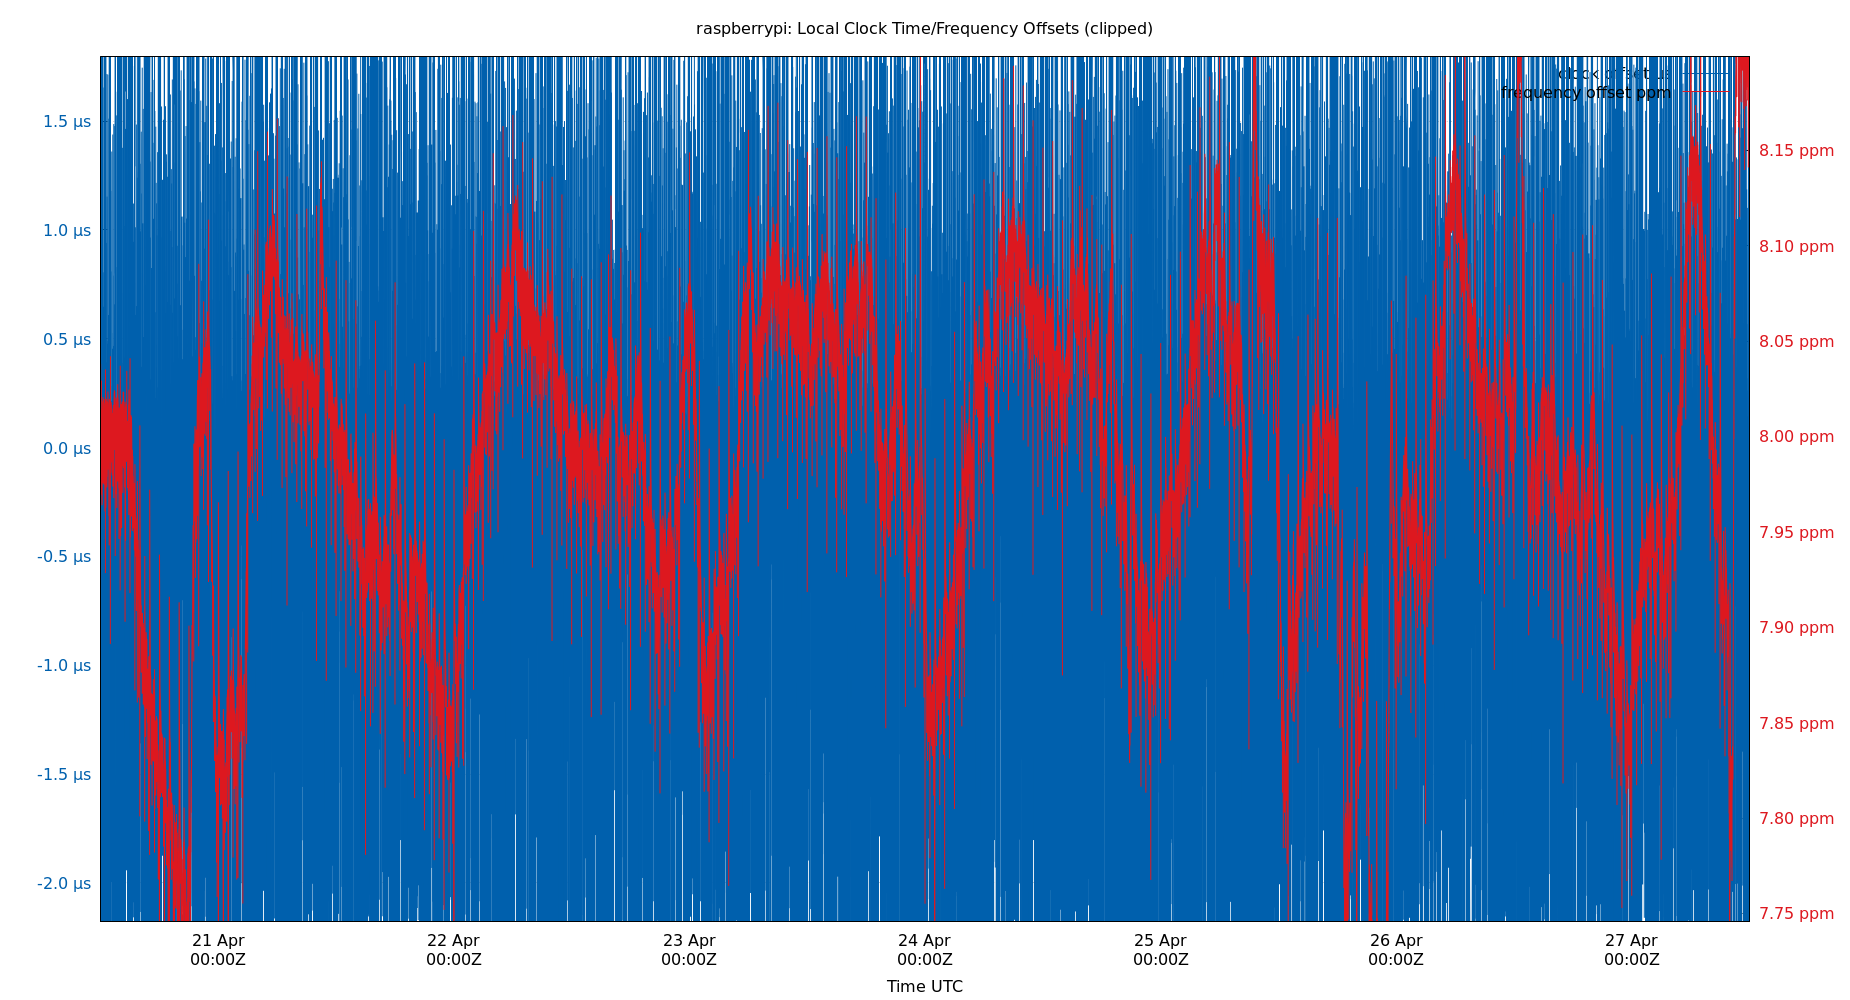 raspberrypi: Local Clock Time/Frequency Offsets (clipped)
clock offset us
frequency offset ppm
1.5 μs
1.0 μs
0.5 μs
0.0 μs
-0.5 μs
-1.0 μs
-1.5 μs
-2.0 μs
8.15 ppm
8.10 ppm
8.05 ppm
8.00 ppm
7.95 ppm
7.90 ppm
7.85 ppm
7.80 ppm
7.75 ppm
21 Apr
00:00Z
22 Apr
00:00Z
23 Apr
00:00Z
24 Apr
00:00Z
25 Apr
00:00Z
26 Apr
00:00Z
27 Apr
00:00Z
Time UTC